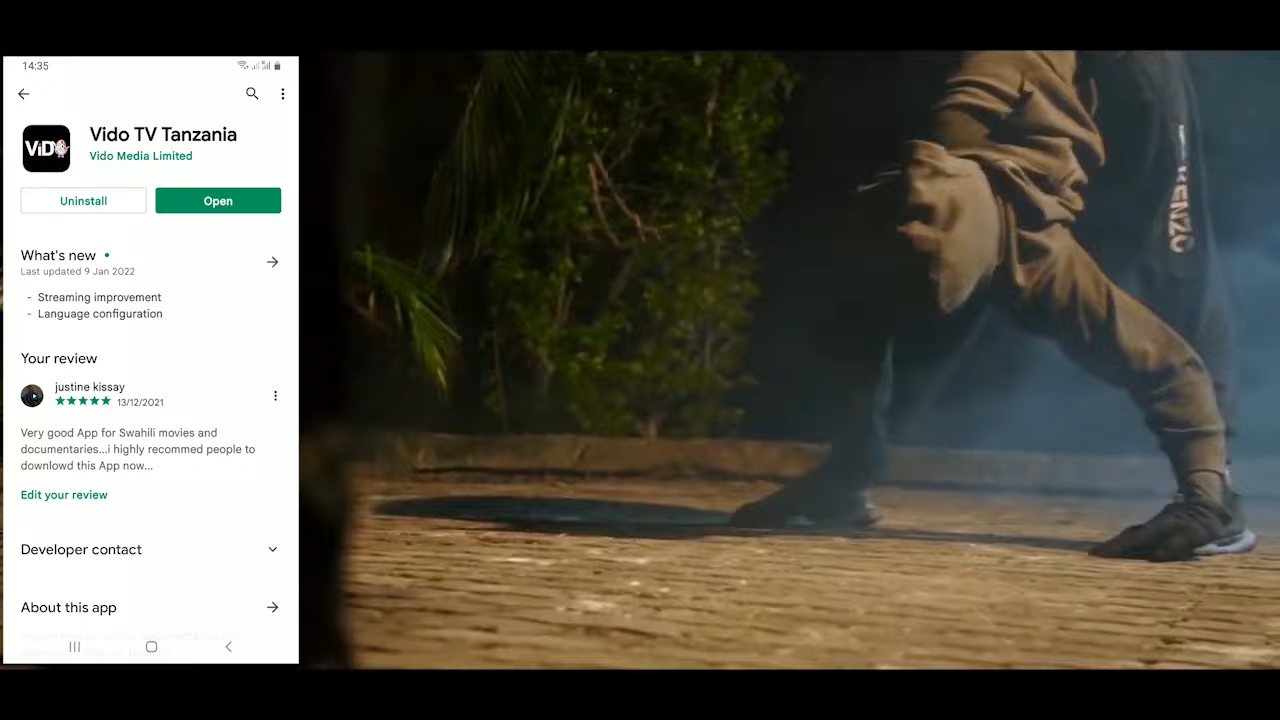 14:35
ViDO
Vido TV Tanzania
Vido Media Limited
Uninstall
Open
What's new
Last updated 9 Jan 2022
- Streaming improvement
- Language configuration
Your review
justine kissay
13/12/2021
Very good App for Swahili movies and
documentaries...i highly recommed people to
downlowd this App now...
Edit your review
Developer contact
About this app
KENZO